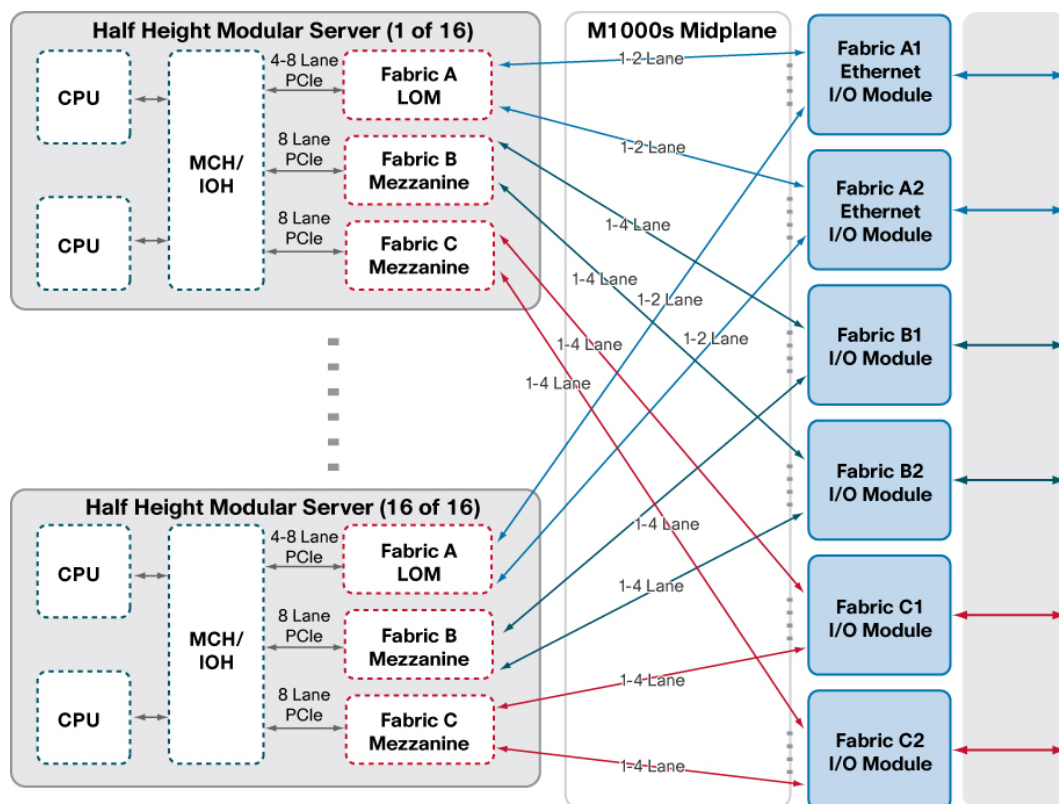 Half Height Modular Server (1 of 16)
CPU
CPU
MCH/
IOH
4-8 Lane
PCIe
8 Lane
PCIe
8 Lane
PCIe
Fabric A
LOM
Fabric B
Mezzanine
Fabric C
Mezzanine
Half Height Modular Server (16 of 16)
CPU
CPU
MCH/
IOH
4-8 Lane
PCIe
8 Lane
PCIe
8 Lane
PCIe
Fabric A
LOM
Fabric B
Mezzanine
Fabric C
Mezzanine
M1000s Midplane
1-2 Lane
1-2 Lane
1-4 Lane
1-4 Lane
1-2 Lane
1-2 Lane
1-4 Lane
1-4 Lane
1-4 Lane
1-4 Lane
1-4 Lane
1-4 Lane
Fabric A1
Ethernet
I/O Module
Fabric A2
Ethernet
I/O Module
Fabric B1
I/O Module
Fabric B2
I/O Module
Fabric C1
I/O Module
Fabric C2
I/O Module